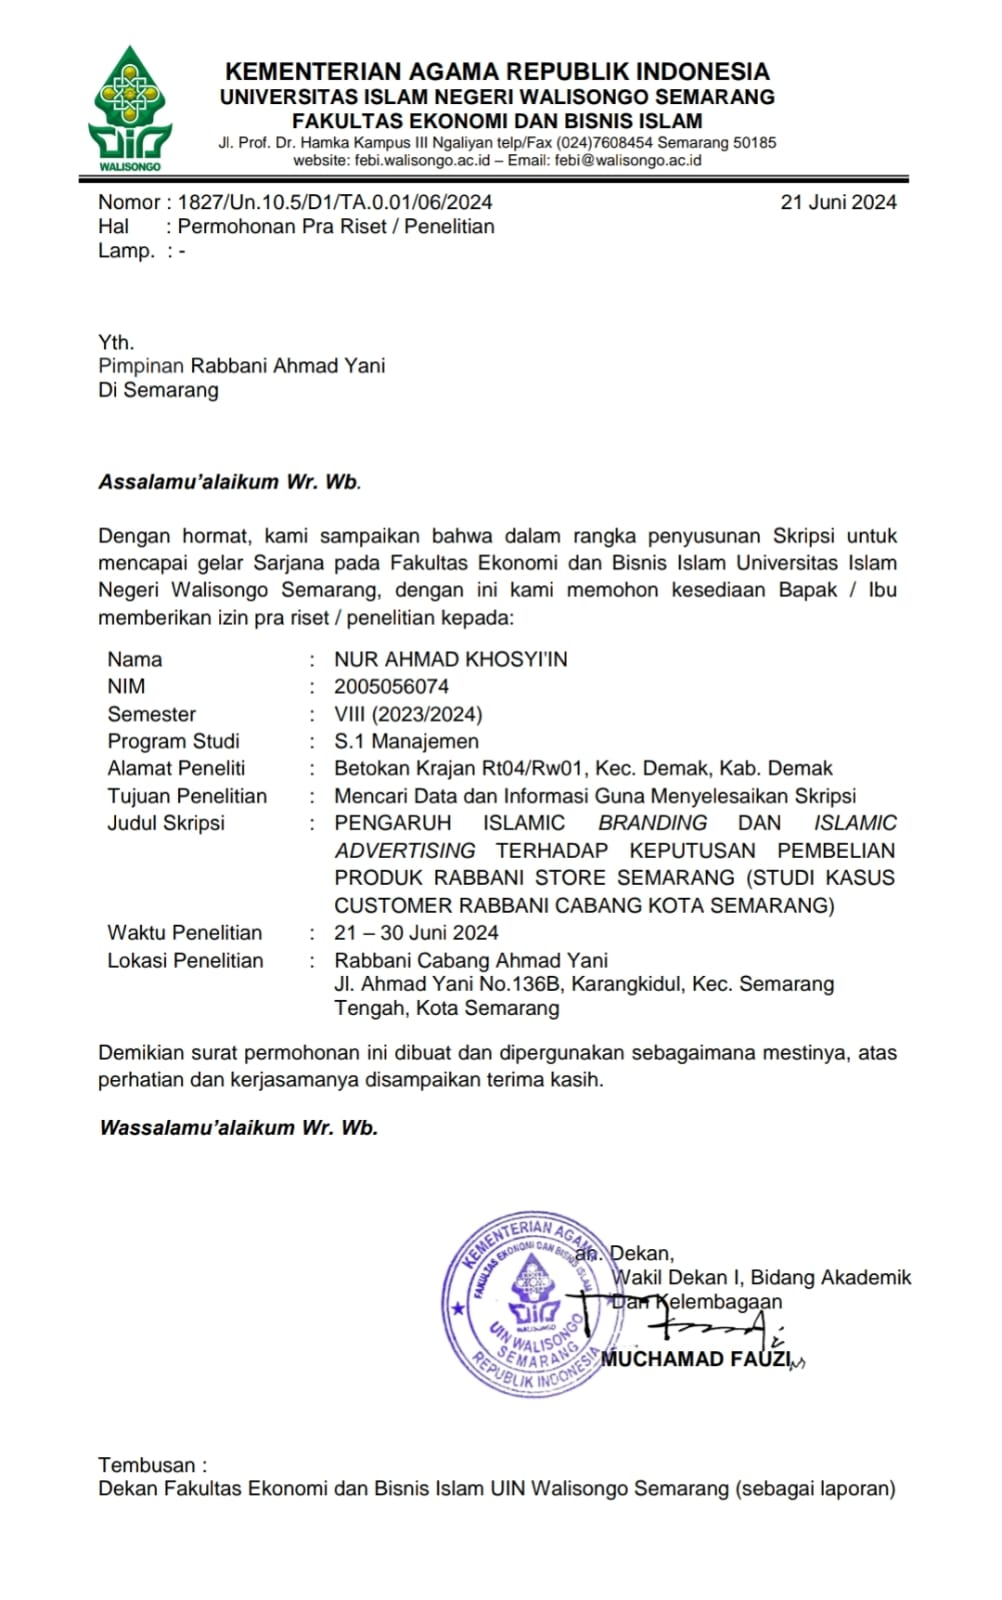 KEMENTERIAN AGAMA REPUBLIK INDONESIA
UNIVERSITAS ISLAM NEGERI WALISONGO SEMARANG
FAKULTAS EKONOMI DAN BISNIS ISLAM
Jl. Prof. Dr. Hamka Kampus III Ngaliyan telp/Fax (024)7608454 Semarang 50185
website: febi.walisongo.ac.id – Email: febi@walisongo.ac.id
WALISONGO
Nomor : 1827/Un.10.5/D1/TA.0.01/06/2024 21 Juni 2024
Hal : Permohonan Pra Riset / Penelitian
Lamp. : -
Yth.
Pimpinan Rabbani Ahmad Yani
Di Semarang
Assalamu’alaikum Wr. Wb.
Dengan hormat, kami sampaikan bahwa dalam rangka penyusunan Skripsi untuk
mencapai gelar Sarjana pada Fakultas Ekonomi dan Bisnis Islam Universitas Islam
Negeri Walisongo Semarang, dengan ini kami memohon kesediaan Bapak / Ibu
memberikan izin pra riset / penelitian kepada:
Nama : NUR AHMAD KHOSYI'IN
NIM : 2005056074
Semester : VIII (2023/2024)
Program Studi : S.1 Manajemen
Alamat Peneliti : Betokan Krajan Rt04/Rw01, Kec. Demak, Kab. Demak
Tujuan Penelitian : Mencari Data dan Informasi Guna Menyelesaikan Skripsi
Judul Skripsi : PENGARUH ISLAMIC BRANDING DAN ISLAMIC
ADVERTISING TERHADAP KEPUTUSAN PEMBELIAN
PRODUK RABBANI STORE SEMARANG (STUDI KASUS
CUSTOMER RABBANI CABANG KOTA SEMARANG)
Waktu Penelitian : 21 – 30 Juni 2024
Lokasi Penelitian : Rabbani Cabang Ahmad Yani
Jl. Ahmad Yani No.136B, Karangkidul, Kec. Semarang
Tengah, Kota Semarang
Demikian surat permohonan ini dibuat dan dipergunakan sebagaimana mestinya, atas
perhatian dan kerjasamanya disampaikan terima kasih.
Wassalamu’alaikum Wr. Wb.
KEMENTERIAN AGAMA
FAKULTAS EKONOMI DAN BISNIS ISLAM
WALISONGO
UIN WALISONGO
SEMARANG
REPUBLIK INDONESIA
an. Dekan,
Wakil Dekan I, Bidang Akademik
Dan Kelembagaan
MUCHAMAD FAUZI
Tembusan :
Dekan Fakultas Ekonomi dan Bisnis Islam UIN Walisongo Semarang (sebagai laporan)